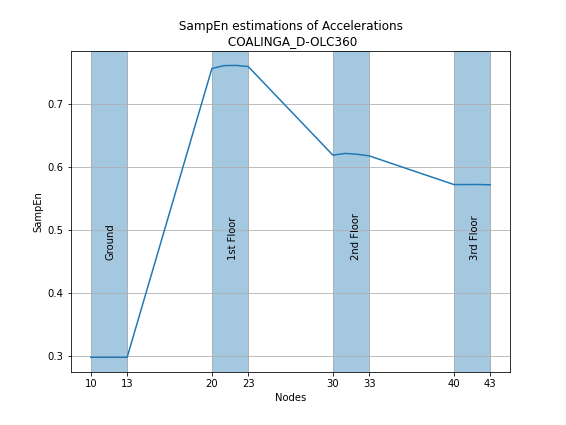 SampEn estimations of Accelerations
COALINGA_D-OLC360
SampEn
0.7
0.6
0.5
0.4
0.3
Ground
1st Floor
2nd Floor
3rd Floor
10 13 20 23 30 33 40 43
Nodes